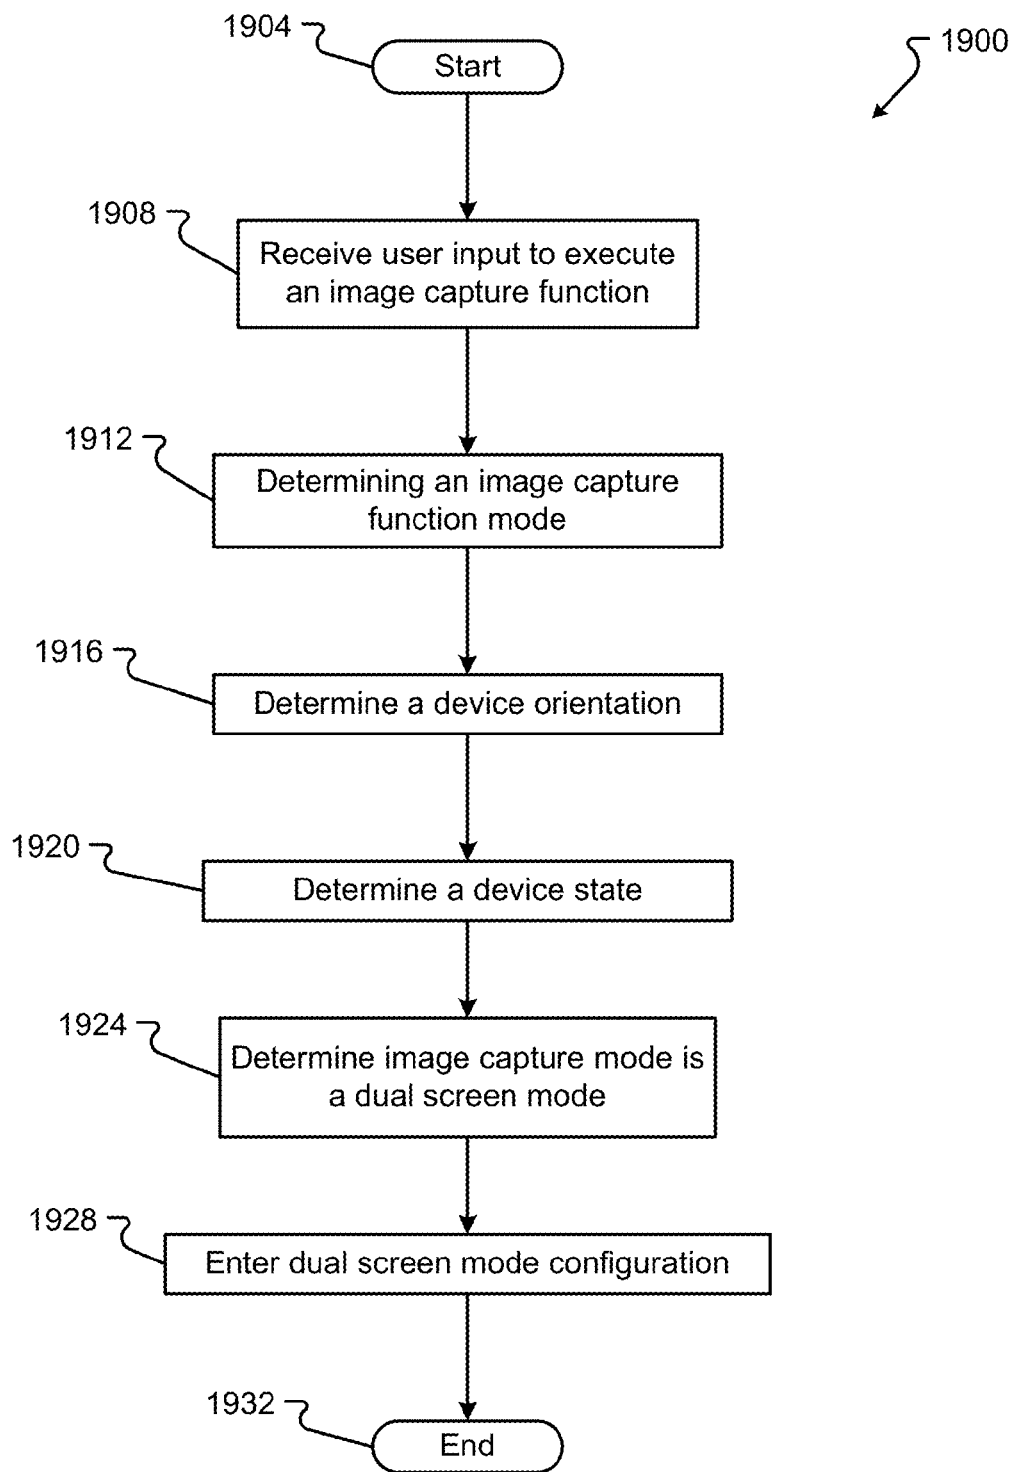 1904
Start
1900
1908
Receive user input to execute
an image capture function
1912
Determining an image capture
function mode
1916
Determine a device orientation
1920
Determine a device state
1924
Determine image capture mode is
a dual screen mode
1928
Enter dual screen mode configuration
1932
End